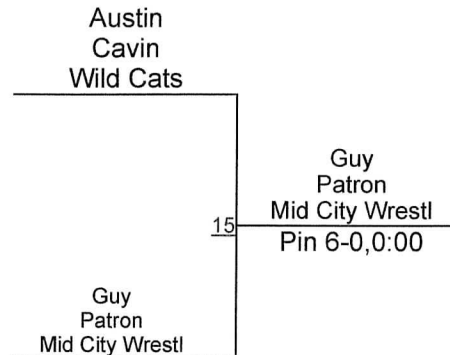 Austin
Cavin
Wild Cats
Guy
Patron
Mid City Wrestl
15
Pin 6-0,0:00
Guy
Patron
Mid City Wrestl